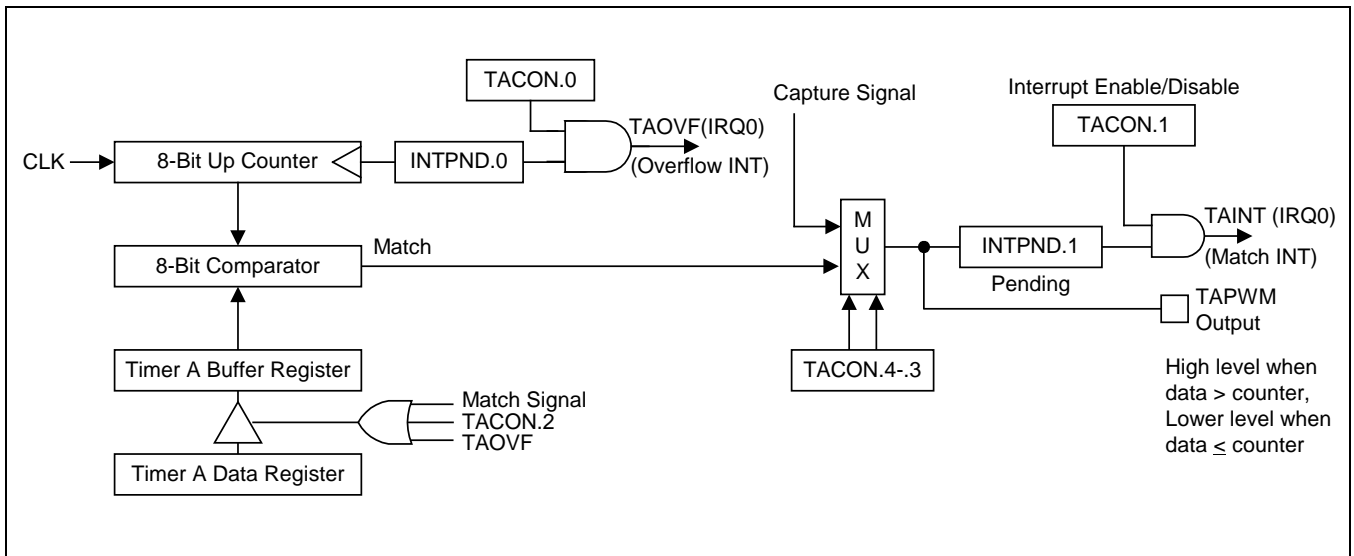 TACON.0
Capture Signal
Interrupt Enable/Disable
TACON.1
CLK
8-Bit Up Counter
INTPND.0
TAOVF(IRQ0)
(Overflow INT)
M
U
X
TAINT (IRQ0)
(Match INT)
8-Bit Comparator
Match
INTPND.1
Pending
TAPWM
Output
Timer A Buffer Register
TACON.4-.3
High level when
data > counter,
Lower level when
data ≤ counter
Match Signal
TACON.2
TAOVF
Timer A Data Register